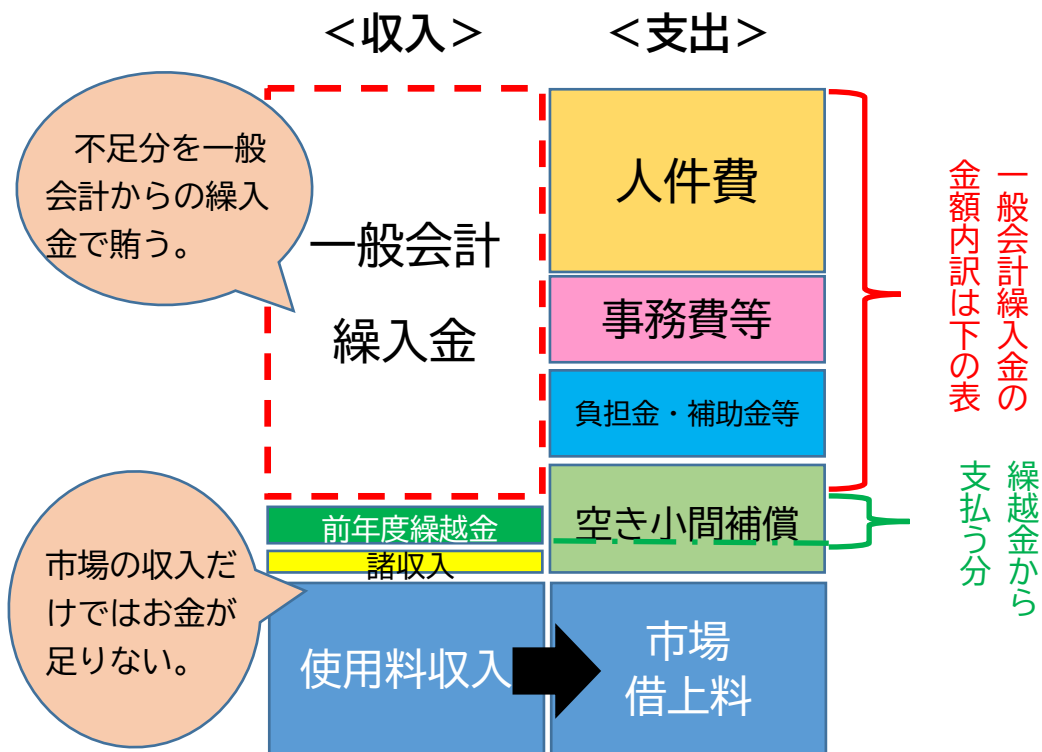 ＜収入＞
＜支出＞
不足分を一般
会計からの繰入
金で賄う。
一般会計
繰入金
前年度繰越金
諸収入
使用料収入
市場の収入だ
けではお金が
足りない。
人件費
事務費等
負担金・補助金等
空き小間補償
市場
借上料
一般会計繰入金の
金額内訳は下の表
繰越金から
支払う分